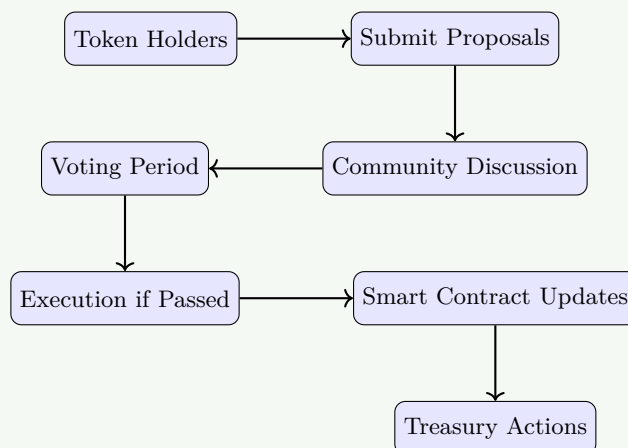 Token Holders
Submit Proposals
Community Discussion
Voting Period
Execution if Passed
Smart Contract Updates
Treasury Actions